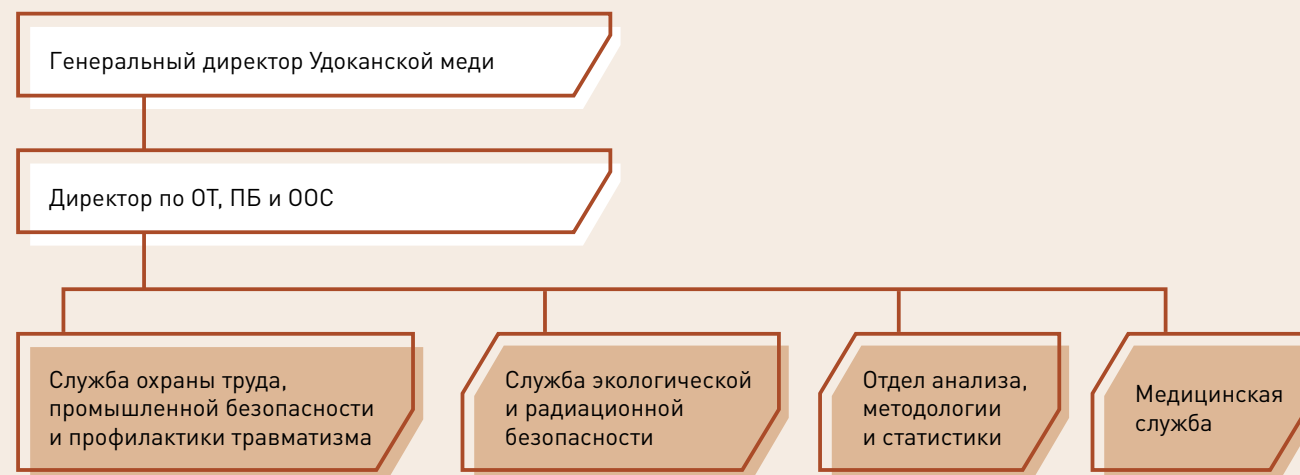 Генеральный директор Удоканской меди
Директор по ОТ, ПБ и ООС
Служба охраны труда,
промышленной безопасности
и профилактики травматизма
Служба экологической
и радиационной
безопасности
Отдел анализа,
методологии
и статистики
Медицинская
служба